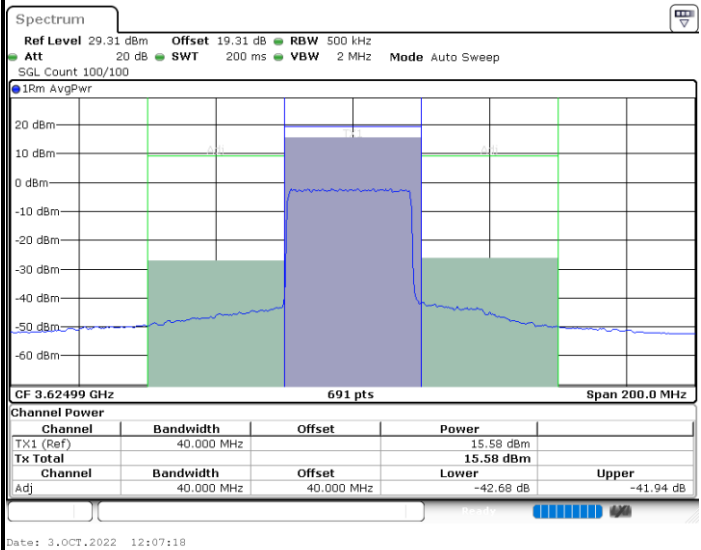 Spectrum
Ref Level 29.31 dBm Offset 19.31 dB RBW 500 kHz
Att 20 dB SWT 200 ms VBW 2 MHz Mode Auto Sweep
SGL Count 100/100
1Rm AvgPwr
20 dBm
TX1
10 dBm
Adj
Adj
0 dBm
-10 dBm
-20 dBm
-30 dBm
-40 dBm
-50 dBm
-60 dBm
CF 3.62499 GHz 691 pts Span 200.0 MHz
Channel Power
Channel Bandwidth Offset Power
TX1 (Ref) 40.000 MHz 15.58 dBm
Tx Total 15.58 dBm
Channel Bandwidth Offset Lower Upper
Adj 40.000 MHz 40.000 MHz -42.68 dB -41.94 dB
Ready
Date: 3.OCT.2022 12:07:18